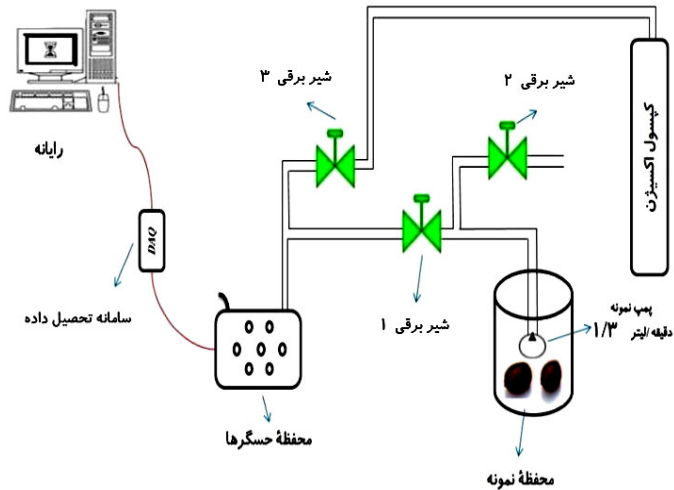 شیر برقی ۳
شیر برقی ۲
کپسول اکسیژن
رایانه
DAQ
سامانه تحصیل داده
شیر برقی ۱
پمپ نمونه
۱/۳ دقیقه/لیتر
محفظهٔ حسگرها
محفظهٔ نمونه